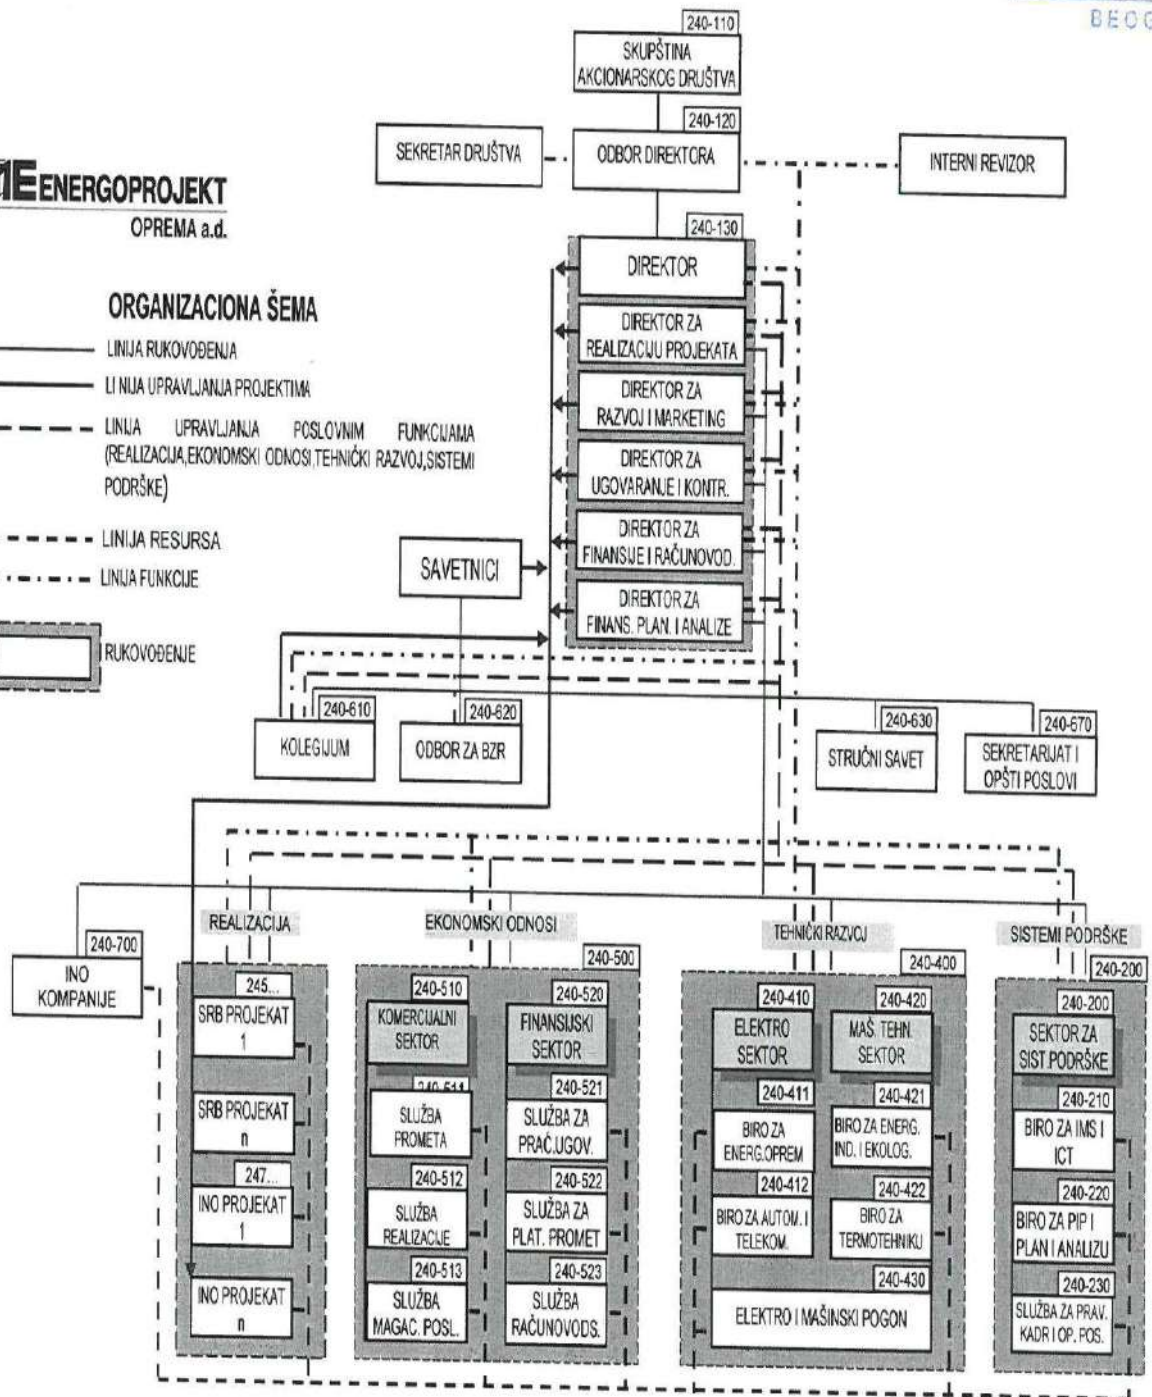 BEOG
240-110
SKUPŠTINA
AKCIONARSKOG DRUŠTVA
240-120
SEKRETAR DRUŠTVA
ODBOR DIREKTORA
INTERNI REVIZOR
ENERGOPROJEKT
OPREMA a.d.
240-130
DIREKTOR
DIREKTOR ZA
REALIZACIJU PROJEKATA
DIREKTOR ZA
RAZVOJ I MARKETING
DIREKTOR ZA
UGOVARANJE I KONTR.
DIREKTOR ZA
FINANSIJE I RAČUNOVOD.
DIREKTOR ZA
FINANS. PLAN. I ANALIZE
ORGANIZACIONA ŠEMA
LINIJA RUKOVOĐENJA
LINIJA UPRAVLJANJA PROJEKTIMA
LINIJA UPRAVLJANJA POSLOVNIM FUNKCIJAMA
(REALIZACIJA,EKONOMSKI ODNOSI,TEHNIČKI RAZVOJ,SISTEMI
PODRŠKE)
LINIJA RESURSA
LINIJA FUNKCIJE
RUKOVOĐENJE
SAVETNICI
240-610
KOLEGIJUM
240-620
ODBOR ZA BZR
240-630
STRUČNI SAVET
240-670
SEKRETARIJAT I
OPŠTI POSLOVI
240-700
INO
KOMPANIJE
REALIZACIJA
245...
SRB PROJEKAT
1
SRB PROJEKAT
n
247...
INO PROJEKAT
1
INO PROJEKAT
n
EKONOMSKI ODNOSI
240-500
240-510
KOMERCIJALNI
SEKTOR
240-511
SLUŽBA
PROMETA
240-512
SLUŽBA
REALIZACIJE
240-513
SLUŽBA
MAGAC. POSL.
240-520
FINANSIJSKI
SEKTOR
240-521
SLUŽBA ZA
PRAĆ.UGOV.
240-522
SLUŽBA ZA
PLAT. PROMET
240-523
SLUŽBA
RAČUNOVODS.
TEHNIČKI RAZVOJ
240-400
240-410
ELEKTRO
SEKTOR
240-411
BIRO ZA
ENERG.OPREM
240-412
BIRO ZA AUTOM. I
TELEKOM.
240-420
MAŠ. TEHN.
SEKTOR
240-421
BIRO ZA ENERG.
IND. I EKOLOG.
240-422
BIRO ZA
TERMOTEHNIKU
240-430
ELEKTRO I MAŠINSKI POGON
SISTEMI PODRŠKE
240-200
240-200
SEKTOR ZA
SIST.PODRŠKE
240-210
BIRO ZA IMS I
ICT
240-220
BIRO ZA PIP I
PLAN I ANALIZU
240-230
SLUŽBA ZA PRAV.
KADR I OP. POS.